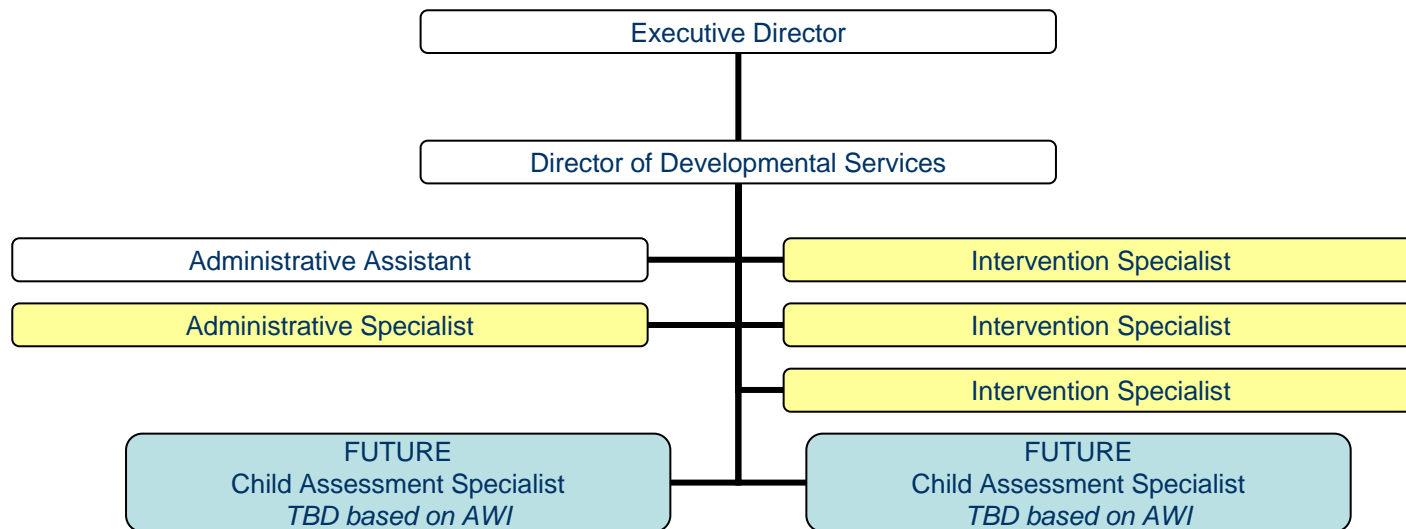 Executive Director
Director of Developmental Services
Administrative Assistant
Intervention Specialist
Administrative Specialist
Intervention Specialist
Intervention Specialist
FUTURE
Child Assessment Specialist
TBD based on AWI
FUTURE
Child Assessment Specialist
TBD based on AWI